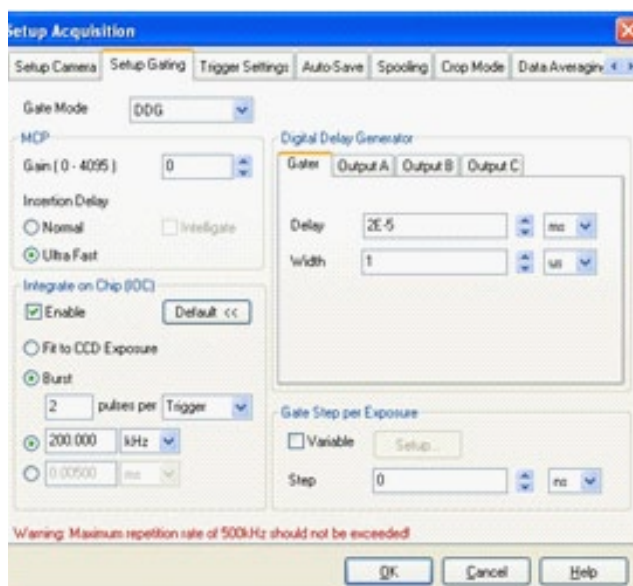 Setup Acquisition
Setup Camera Setup Gating Trigger Settings Auto-Save Spooling Crop Mode Data Averaging
Gate Mode DDG
MCP
Gain ( 0 - 4095 ) 0
Insertion Delay
Normal Intelligate
Ultra Fast
Integrate on Chip (IOC)
Enable Default <<
Fit to CCD Exposure
Burst
2 pulses per Trigger
200.000 kHz
0.00500 ms
Digital Delay Generator
Gater Output A Output B Output C
Delay 2E-5 ms
Width 1 us
Gate Step per Exposure
Variable Setup...
Step 0 ns
Warning: Maximum repetition rate of 500kHz should not be exceeded!
OK Cancel Help